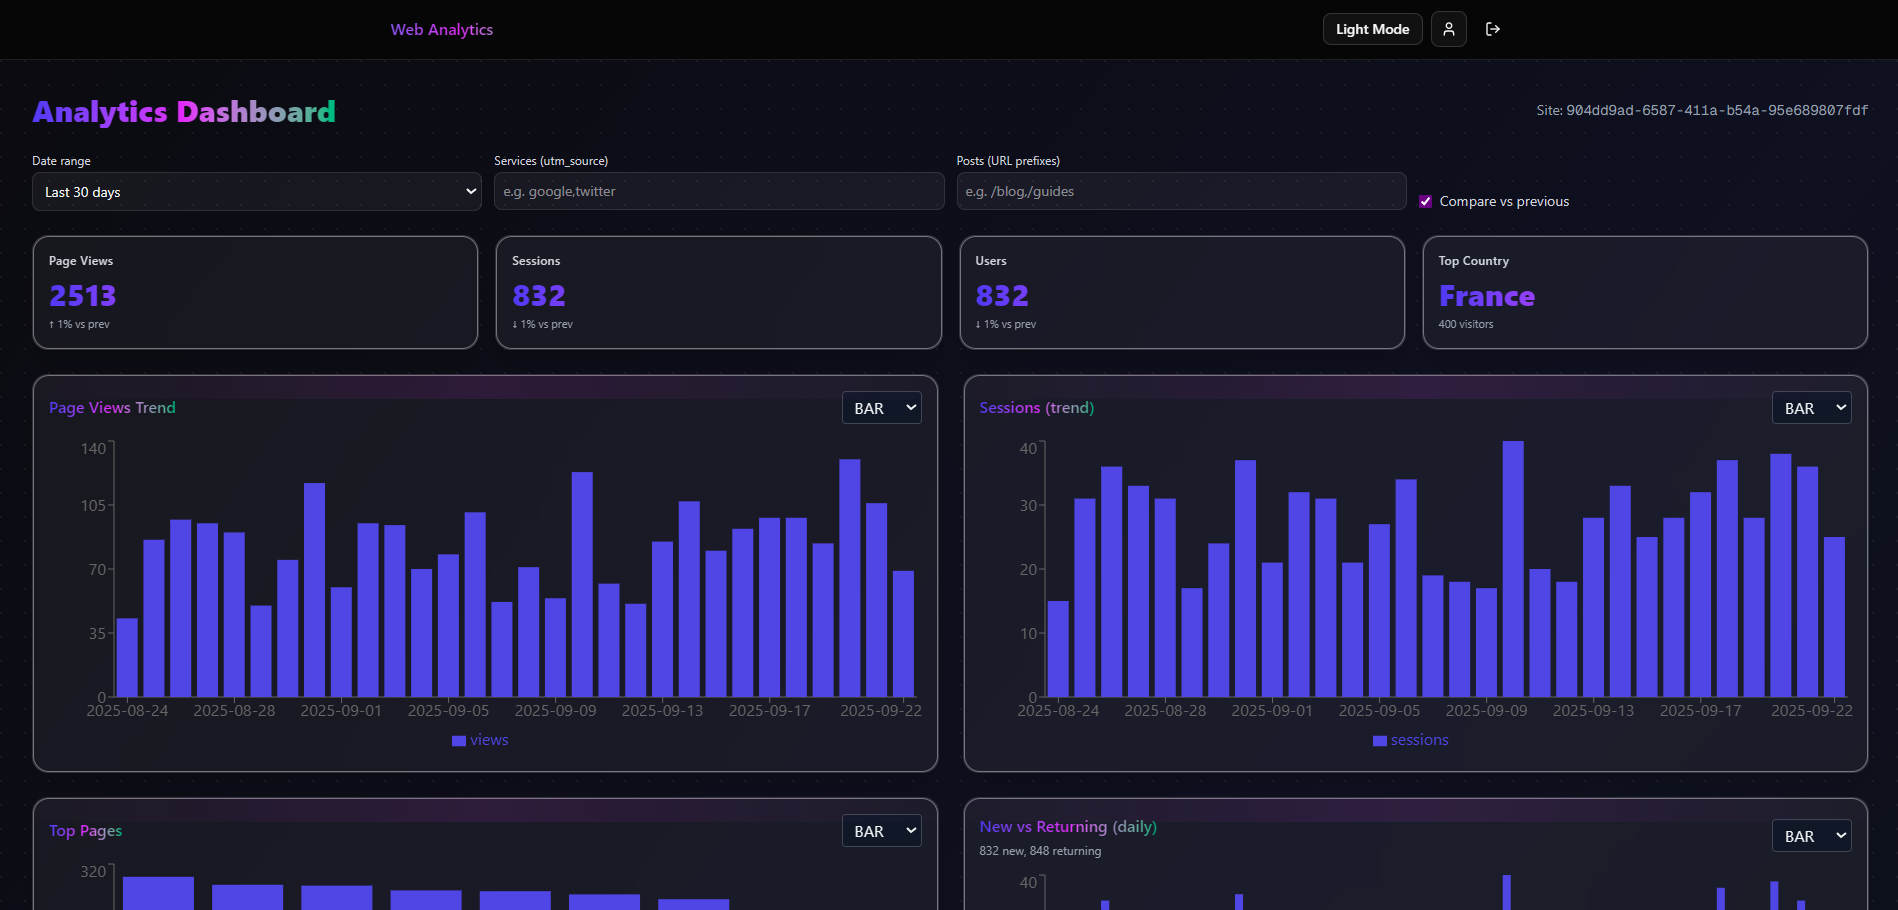 Web Analytics
Light Mode
Analytics Dashboard
Site: 904dd9ad-6587-411a-b54a-95e689807fdf
Date range
Last 30 days
Services (utm_source)
e.g. google,twitter
Posts (URL prefixes)
e.g. /blog,/guides
Compare vs previous
Page Views
2513
↑ 1% vs prev
Sessions
832
↓ 1% vs prev
Users
832
↓ 1% vs prev
Top Country
France
400 visitors
Page Views Trend
BAR
140
105
70
35
0
2025-08-24 2025-08-28 2025-09-01 2025-09-05 2025-09-09 2025-09-13 2025-09-17 2025-09-22
views
Sessions (trend)
BAR
40
30
20
10
0
2025-08-24 2025-08-28 2025-09-01 2025-09-05 2025-09-09 2025-09-13 2025-09-17 2025-09-22
sessions
Top Pages
BAR
320
New vs Returning (daily)
832 new, 848 returning
BAR
40